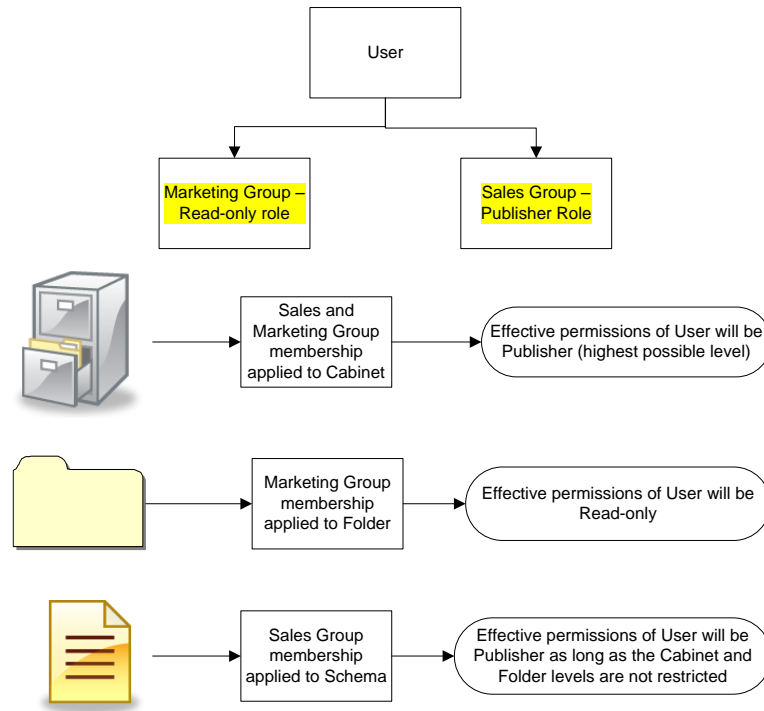 User
Marketing Group –
Read-only role
Sales Group –
Publisher Role
Sales and
Marketing Group
membership
applied to Cabinet
Effective permissions of User will be
Publisher (highest possible level)
Marketing Group
membership
applied to Folder
Effective permissions of User will be
Read-only
Sales Group
membership
applied to Schema
Effective permissions of User will be
Publisher as long as the Cabinet and
Folder levels are not restricted